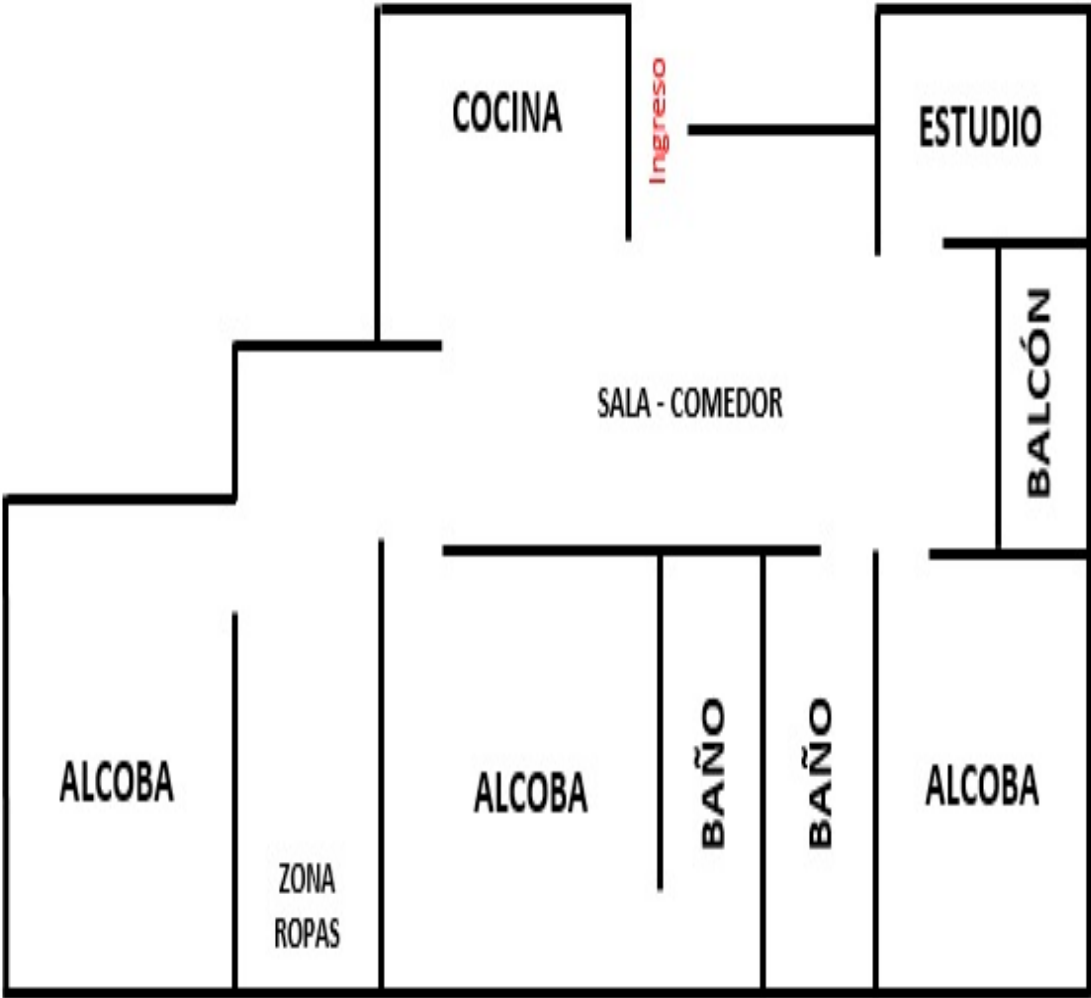 COCINA
Ingreso
ESTUDIO
BALCÓN
SALA - COMEDOR
ALCOBA
ZONA
ROPAS
ALCOBA
BAÑO
BAÑO
ALCOBA